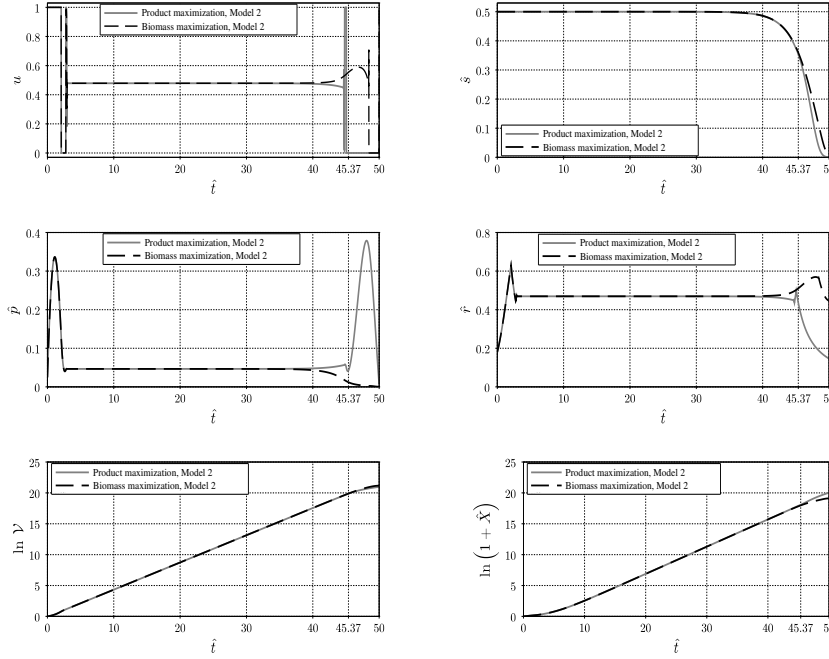 Product maximization, Model 2
Biomass maximization, Model 2
1
0.8
0.6
0.4
0.2
0
u
0 10 20 30 40 45.37 50
t̂
0.5
0.4
0.3
0.2
0.1
0
ŝ
Product maximization, Model 2
Biomass maximization, Model 2
0 10 20 30 40 45.37 5
t̂
Product maximization, Model 2
Biomass maximization, Model 2
0.4
0.3
0.2
0.1
0
p̂
0 10 20 30 40 45.37 50
t̂
Product maximization, Model 2
Biomass maximization, Model 2
0.8
0.6
0.4
0.2
0
r̂
0 10 20 30 40 45.37 5
t̂
Product maximization, Model 2
Biomass maximization, Model 2
25
20
15
10
5
0
ln 𝒱
0 10 20 30 40 45.37 50
t̂
Product maximization, Model 2
Biomass maximization, Model 2
25
20
15
10
5
0
ln (1 + X̂)
0 10 20 30 40 45.37 5
t̂